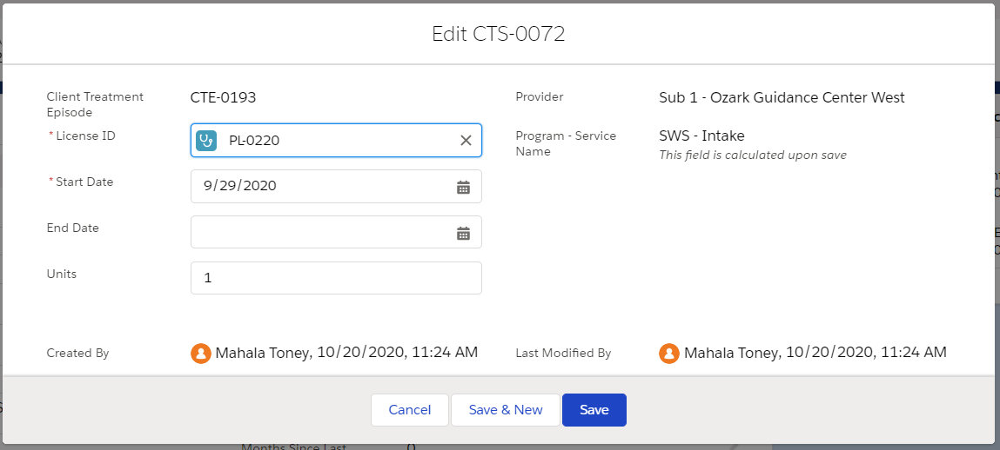 Edit CTS-0072
Client Treatment
Episode
CTE-0193
Provider
Sub 1 - Ozark Guidance Center West
* License ID
PL-0220
Program - Service
Name
SWS - Intake
This field is calculated upon save
* Start Date
9/29/2020
End Date
Units
1
Created By
Mahala Toney, 10/20/2020, 11:24 AM
Last Modified By
Mahala Toney, 10/20/2020, 11:24 AM
Cancel
Save & New
Save
Months Since Last
0